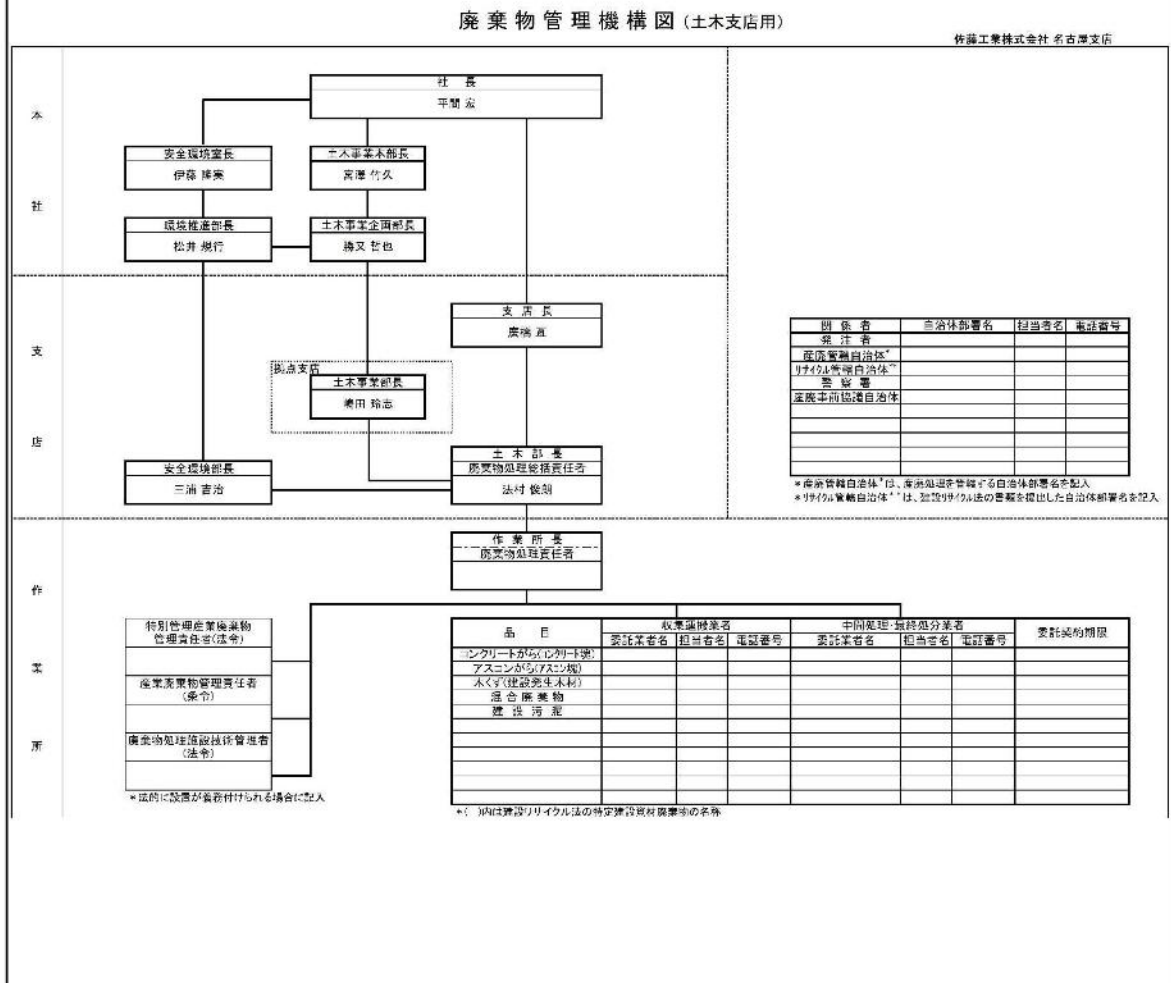 廃棄物管理機構図(土木支店用)
佐藤工業株式会社 名古屋支店
本社
社 長
平間 宏
安全環境室長
伊藤 隆実
土木事業本部長
宮澤 竹久
環境推進部長
松井 規行
土木事業企画部長
勝又 哲也
支店
支 店 長
廣橋 直
拠点支店
土木事業部長
嶋田 玲志
安全環境部長
三浦 吉治
土 木 部 長
廃棄物処理総括責任者
法村 俊朗
関 係 者 自治体部署名 担当者名 電話番号
発 注 者
産廃管轄自治体*
リサイクル管轄自治体**
警 察 署
産廃事前協議自治体
*産廃管轄自治体*は、産廃処理を管轄する自治体部署名を記入
*リサイクル管轄自治体**は、建設リサイクル法の書類を提出した自治体部署名を記入
作業所
作 業 所 長
廃棄物処理責任者
特別管理産業廃棄物
管理責任者(法令)
産業廃棄物管理責任者
(条令)
廃棄物処理施設技術管理者
(法令)
*法的に設置が義務付けられる場合に記入
品 目 収集運搬業者 中間処理・最終処分業者 委託契約期限
委託業者名 担当者名 電話番号 委託業者名 担当者名 電話番号
コンクリートがら(コンクリート塊)
アスコンがら(アスコン塊)
木くず(建設発生木材)
混 合 廃 棄 物
建 設 汚 泥
*( )内は建設リサイクル法の特定建設資材廃棄物の名称